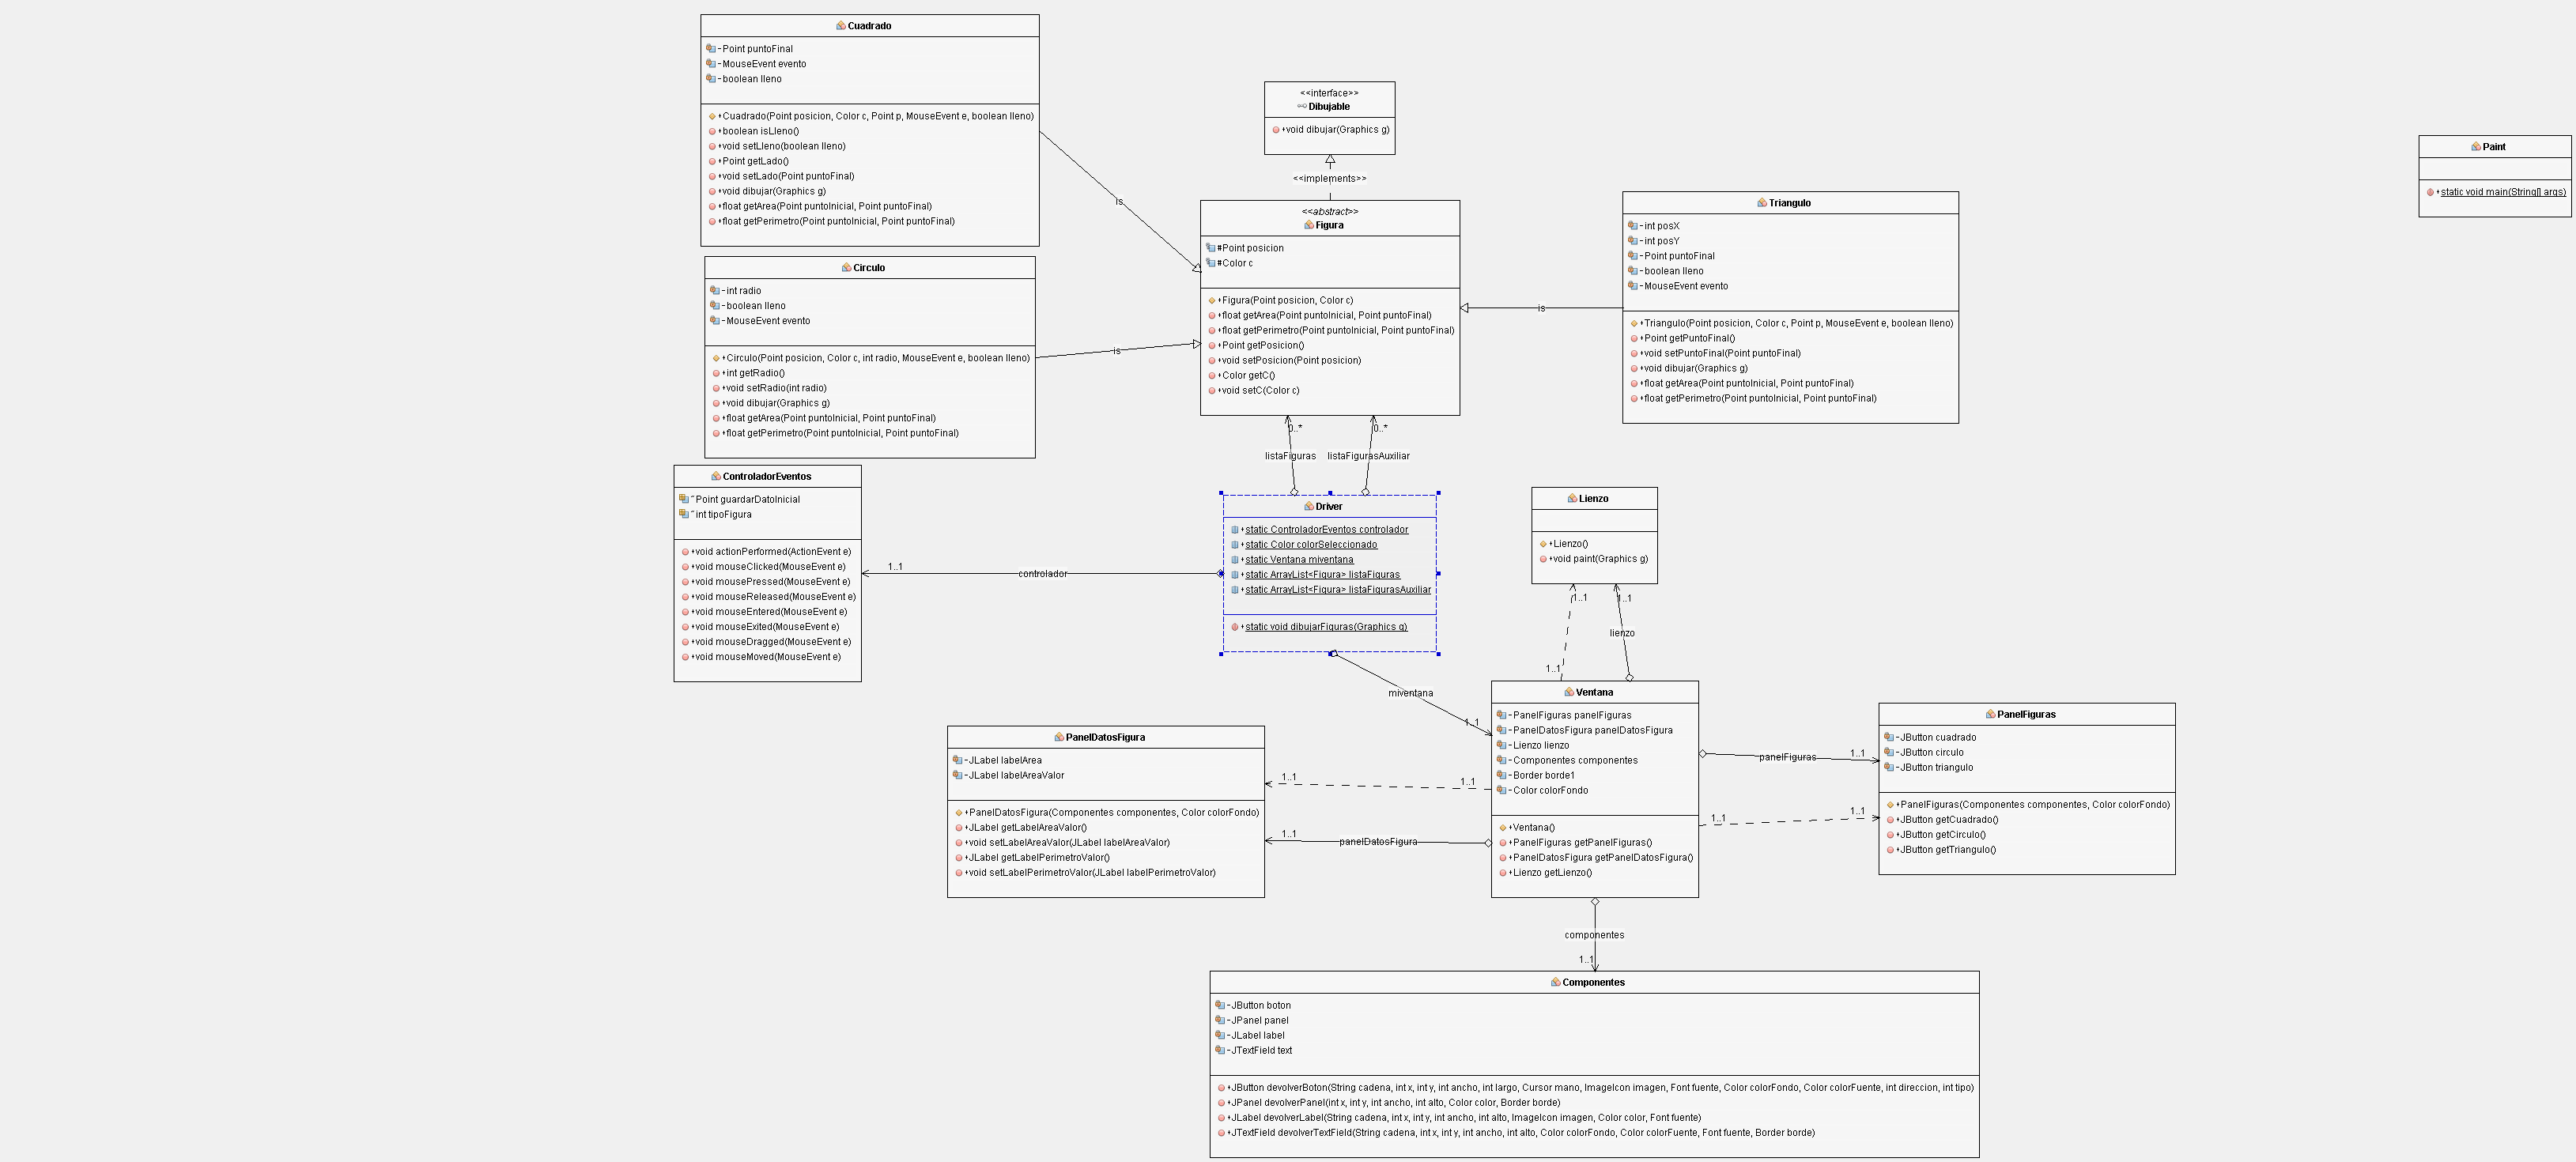 Cuadrado
-Point puntoFinal
-MouseEvent evento
-boolean lleno
+Cuadrado(Point posicion, Color c, Point p, MouseEvent e, boolean lleno)
+boolean isLleno()
+void setLleno(boolean lleno)
+Point getLado()
+void setLado(Point puntoFinal)
+void dibujar(Graphics g)
+float getArea(Point puntoInicial, Point puntoFinal)
+float getPerimetro(Point puntoInicial, Point puntoFinal)
<<interface>>
Dibujable
+void dibujar(Graphics g)
<<implements>>
Paint
+static void main(String[] args)
is
<<abstract>>
Figura
#Point posicion
#Color c
+Figura(Point posicion, Color c)
+float getArea(Point puntoInicial, Point puntoFinal)
+float getPerimetro(Point puntoInicial, Point puntoFinal)
+Point getPosicion()
+void setPosicion(Point posicion)
+Color getC()
+void setC(Color c)
is
Triangulo
-int posX
-int posY
-Point puntoFinal
-boolean lleno
-MouseEvent evento
+Triangulo(Point posicion, Color c, Point p, MouseEvent e, boolean lleno)
+Point getPuntoFinal()
+void setPuntoFinal(Point puntoFinal)
+void dibujar(Graphics g)
+float getArea(Point puntoInicial, Point puntoFinal)
+float getPerimetro(Point puntoInicial, Point puntoFinal)
Circulo
-int radio
-boolean lleno
-MouseEvent evento
+Circulo(Point posicion, Color c, int radio, MouseEvent e, boolean lleno)
+int getRadio()
+void setRadio(int radio)
+void dibujar(Graphics g)
+float getArea(Point puntoInicial, Point puntoFinal)
+float getPerimetro(Point puntoInicial, Point puntoFinal)
is
0..*
0..*
listaFiguras
listaFigurasAuxiliar
ControladorEventos
~Point guardarDatoInicial
~int tipoFigura
+void actionPerformed(ActionEvent e)
+void mouseClicked(MouseEvent e)
+void mousePressed(MouseEvent e)
+void mouseReleased(MouseEvent e)
+void mouseEntered(MouseEvent e)
+void mouseExited(MouseEvent e)
+void mouseDragged(MouseEvent e)
+void mouseMoved(MouseEvent e)
1..1
controlador
Driver
+static ControladorEventos controlador
+static Color colorSeleccionado
+static Ventana miventana
+static ArrayList<Figura> listaFiguras
+static ArrayList<Figura> listaFigurasAuxiliar
+static void dibujarFiguras(Graphics g)
Lienzo
+Lienzo()
+void paint(Graphics g)
1..1
1..1
lienzo
1..1
miventana
1..1
Ventana
-PanelFiguras panelFiguras
-PanelDatosFigura panelDatosFigura
-Lienzo lienzo
-Componentes componentes
-Border borde1
-Color colorFondo
+Ventana()
+PanelFiguras getPanelFiguras()
+PanelDatosFigura getPanelDatosFigura()
+Lienzo getLienzo()
PanelDatosFigura
-JLabel labelArea
-JLabel labelAreaValor
+PanelDatosFigura(Componentes componentes, Color colorFondo)
+JLabel getLabelAreaValor()
+void setLabelAreaValor(JLabel labelAreaValor)
+JLabel getLabelPerimetroValor()
+void setLabelPerimetroValor(JLabel labelPerimetroValor)
1..1
1..1
1..1
panelDatosFigura
panelFiguras
1..1
1..1
1..1
PanelFiguras
-JButton cuadrado
-JButton circulo
-JButton triangulo
+PanelFiguras(Componentes componentes, Color colorFondo)
+JButton getCuadrado()
+JButton getCirculo()
+JButton getTriangulo()
componentes
1..1
Componentes
-JButton boton
-JPanel panel
-JLabel label
-JTextField text
+JButton devolverBoton(String cadena, int x, int y, int ancho, int largo, Cursor mano, ImageIcon imagen, Font fuente, Color colorFondo, Color colorFuente, int direccion, int tipo)
+JPanel devolverPanel(int x, int y, int ancho, int alto, Color color, Border borde)
+JLabel devolverLabel(String cadena, int x, int y, int ancho, int alto, ImageIcon imagen, Color color, Font fuente)
+JTextField devolverTextField(String cadena, int x, int y, int ancho, int alto, Color colorFondo, Color colorFuente, Font fuente, Border borde)